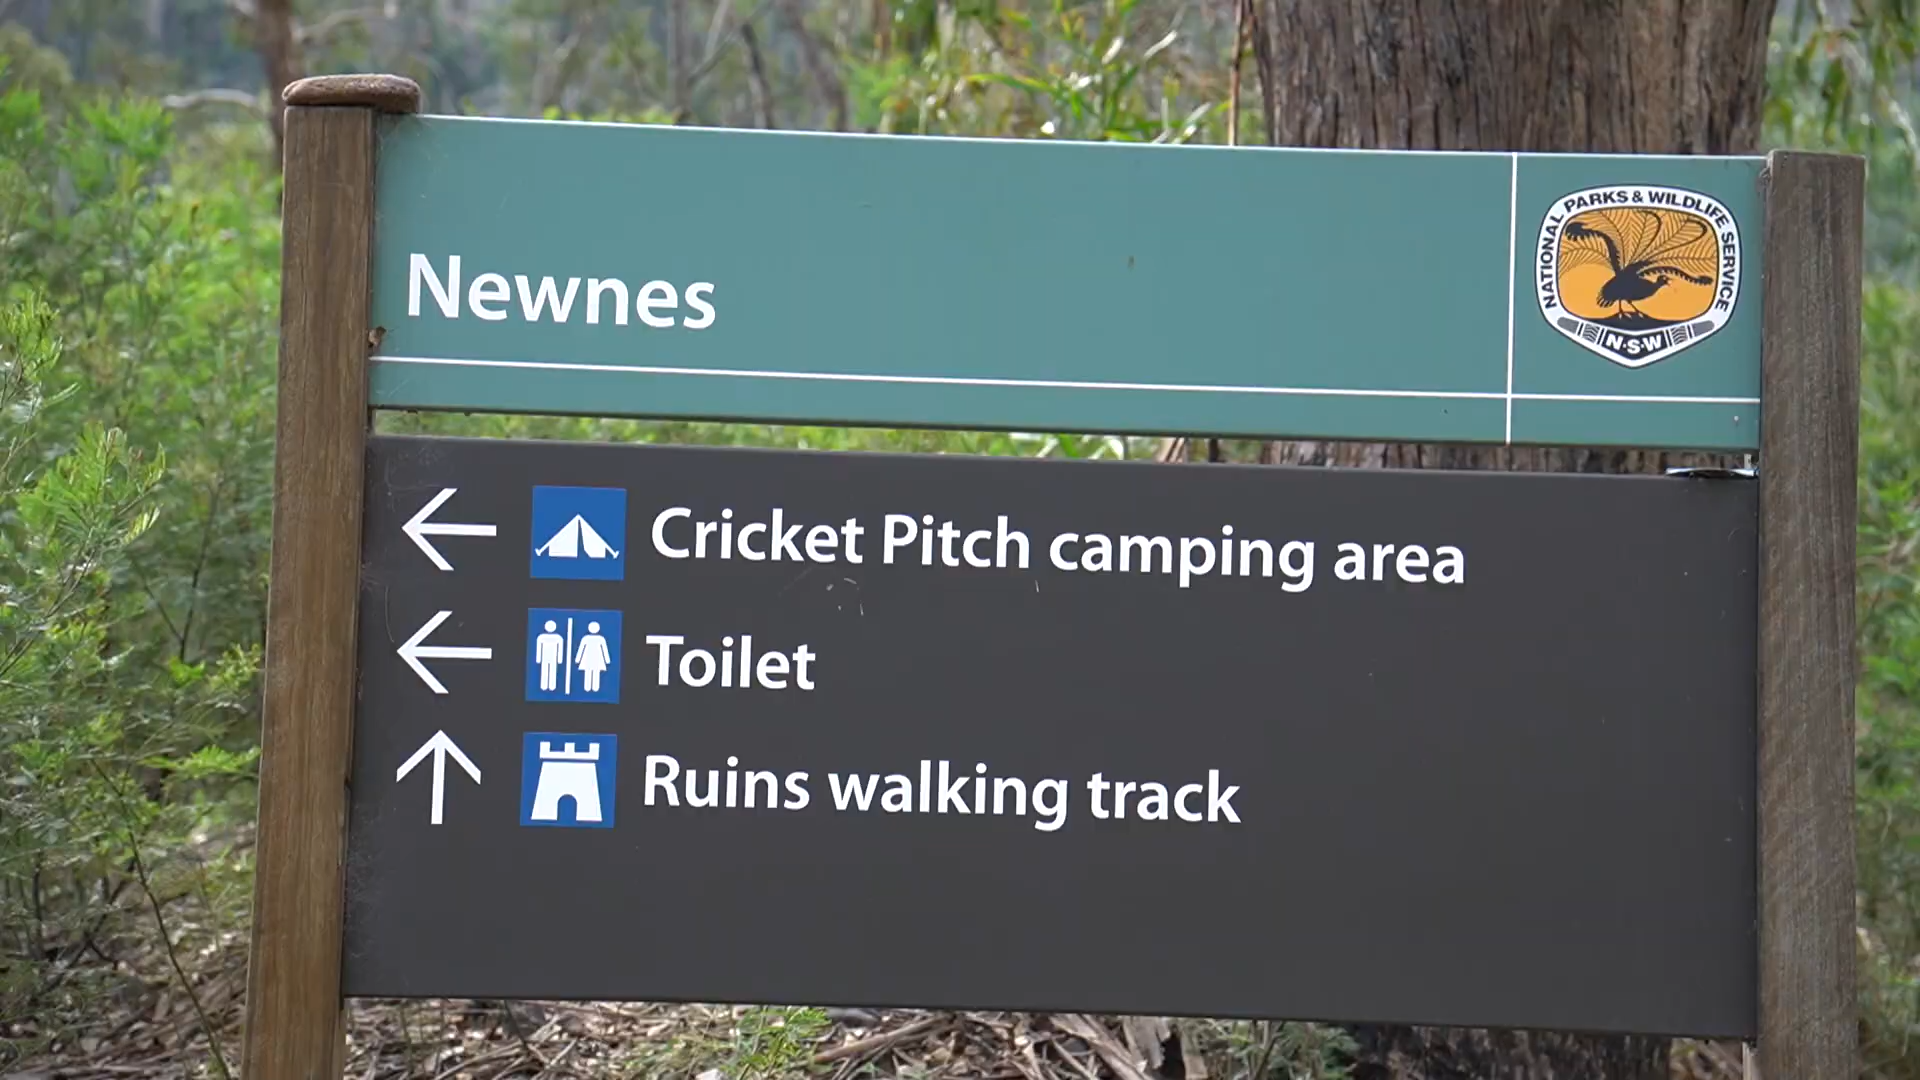 Newnes
NATIONAL PARKS & WILDLIFE SERVICE
N·S·W
Cricket Pitch camping area
Toilet
Ruins walking track